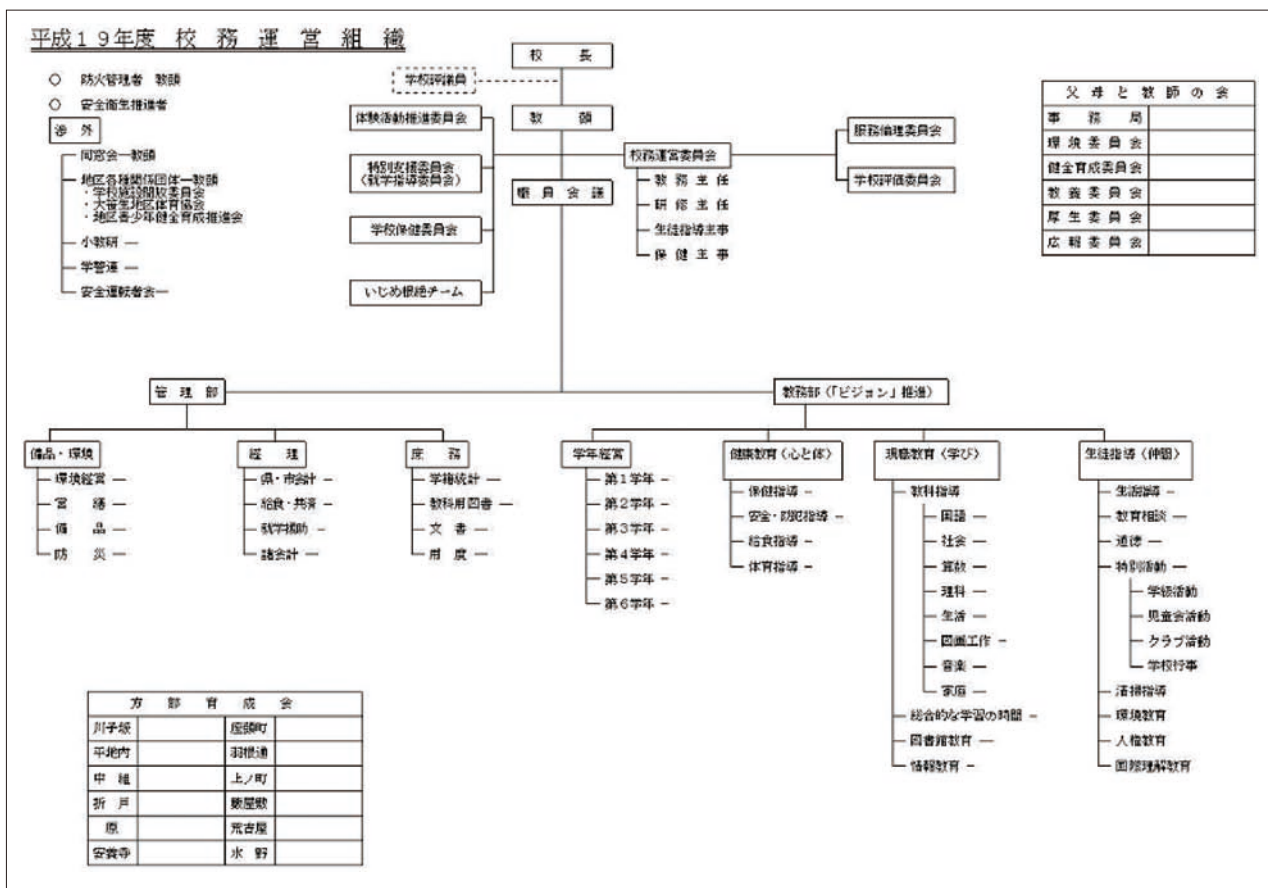 平成１９年度 校務運営組織
○ 防火管理者 教頭
○ 安全衛生推進者
渉外
同窓会―教頭
地区各種関係団体―教頭
・学校施設開放委員会
・大笹生地区体育協会
・地区青少年健全育成推進会
小教研 ―
学警連 ―
安全運転者会―
校長
学校評議員
教頭
職員会議
体験活動推進委員会
特別支援委員会
（就学指導委員会）
学校保健委員会
いじめ根絶チーム
校務運営委員会
教務主任
研修主任
生徒指導主事
保健主事
服務倫理委員会
学校評価委員会
父母と教師の会
事務局
環境委員会
健全育成委員会
教養委員会
厚生委員会
広報委員会
管理部
備品・環境
環境経営 ―
営繕 ―
備品 ―
防災 ―
経理
県・市会計 ―
給食・共済 ―
就学援助 ―
諸会計 ―
庶務
学籍統計 ―
教科用図書 ―
文書 ―
用度 ―
教務部（「ビジョン」推進）
学年経営
第１学年 －
第２学年 －
第３学年 －
第４学年 －
第５学年 －
第６学年 －
健康教育（心と体）
保健指導 －
安全・防犯指導 －
給食指導 －
体育指導 －
現職教育（学び）
教科指導
国語 ―
社会 ―
算数 ―
理科 ―
生活 ―
図画工作 －
音楽 ―
家庭 ―
総合的な学習の時間 －
図書館教育 ―
情報教育 －
生徒指導（仲間）
生活指導 －
教育相談 ―
道徳 ―
特別活動 ―
学級活動
児童会活動
クラブ活動
学校行事
清掃指導
環境教育
人権教育
国際理解教育
方部育成会
川子坂 座頭町
平地内 羽根通
中組 上ノ町
折戸
原 荒古屋
安養寺 水野